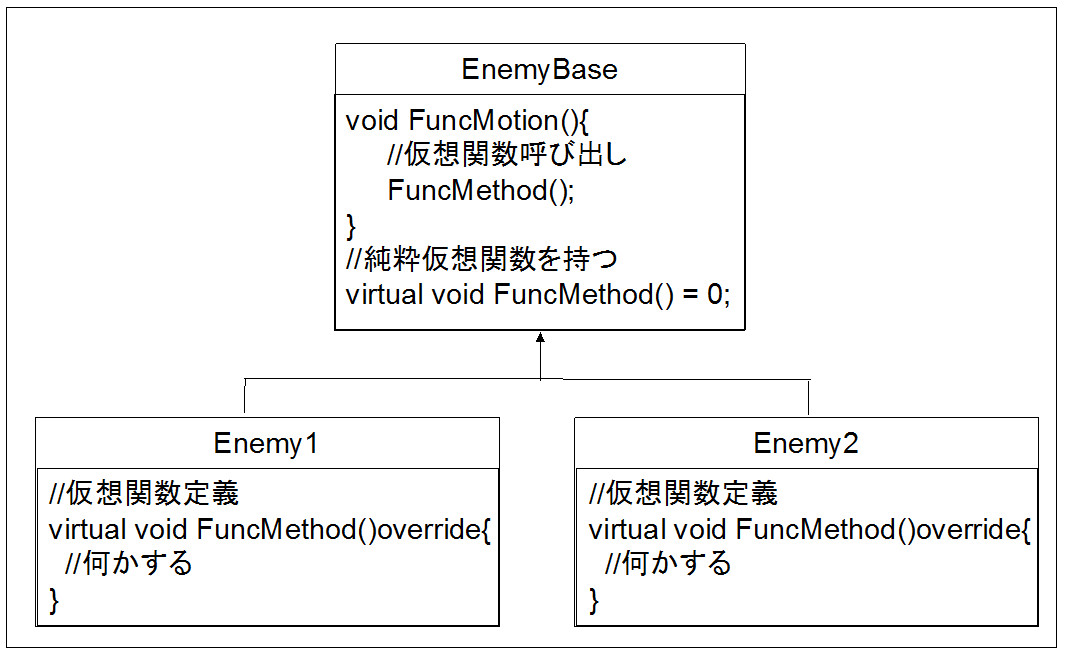 EnemyBase
void FuncMotion(){
//仮想関数呼び出し
FuncMethod();
}
//純粋仮想関数を持つ
virtual void FuncMethod() = 0;
Enemy1
//仮想関数定義
virtual void FuncMethod()override{
//何かする
}
Enemy2
//仮想関数定義
virtual void FuncMethod()override{
//何かする
}